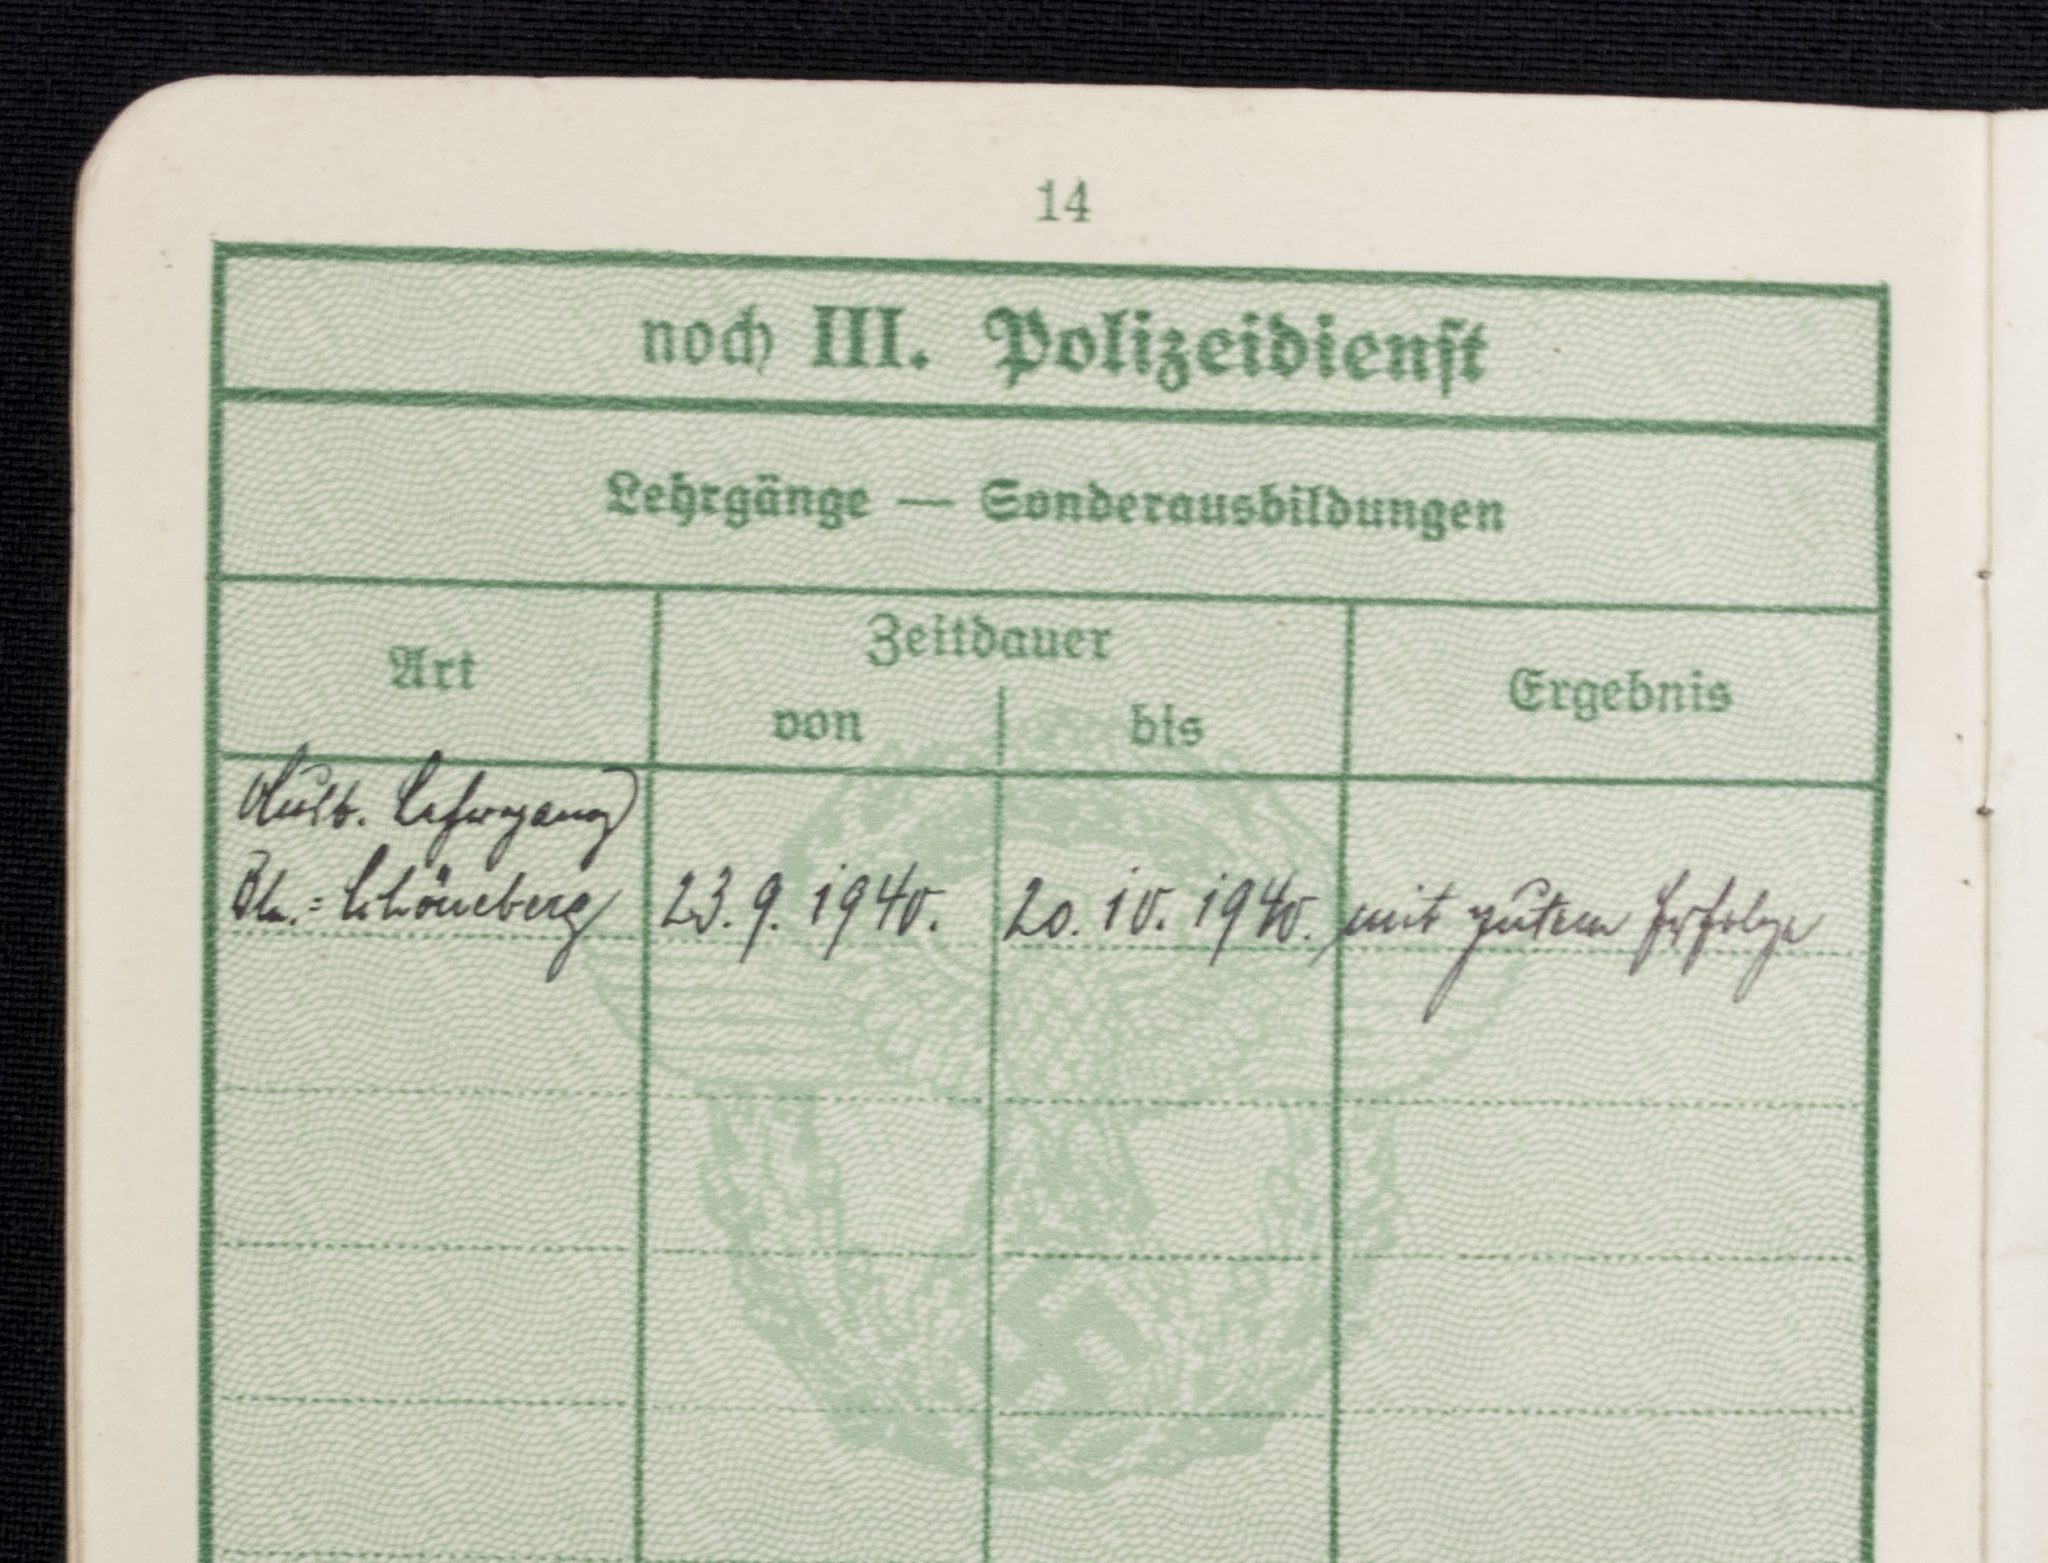 14
noch III. Polizeidienst
Lehrgänge — Sonderausbildungen
Art
Zeitdauer
von
bis
Ergebnis
Ausb. Lehrgang
Bln.=Schöneberg
23.9.1940.
20.10.1940.
mit gutem Erfolge